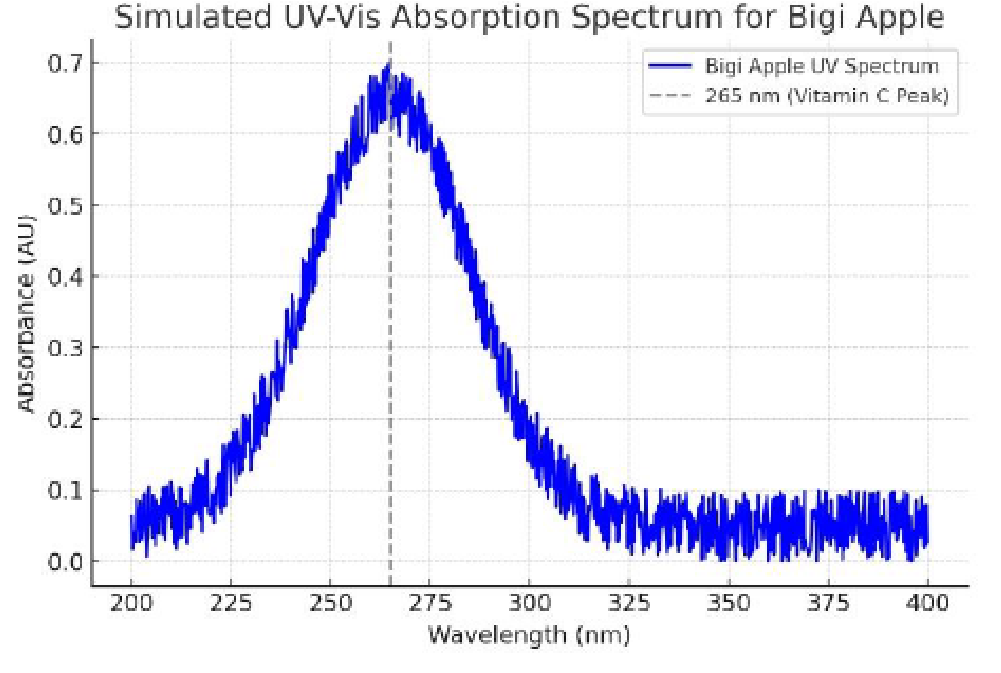 Simulated UV-Vis Absorption Spectrum for Bigi Apple
Bigi Apple UV Spectrum
265 nm (Vitamin C Peak)
Absorbance (AU)
0.7
0.6
0.5
0.4
0.3
0.2
0.1
0.0
200 225 250 275 300 325 350 375 400
Wavelength (nm)